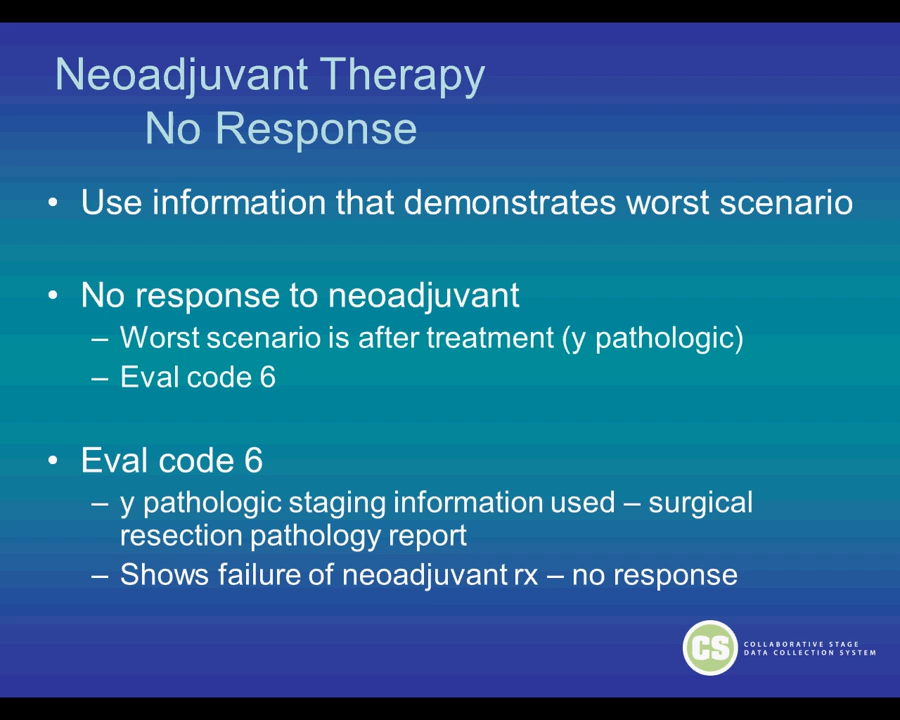 Neoadjuvant Therapy
No Response
• Use information that demonstrates worst scenario
• No response to neoadjuvant
– Worst scenario is after treatment (y pathologic)
– Eval code 6
• Eval code 6
– y pathologic staging information used – surgical
resection pathology report
– Shows failure of neoadjuvant rx – no response
CS
COLLABORATIVE STAGE
DATA COLLECTION SYSTEM